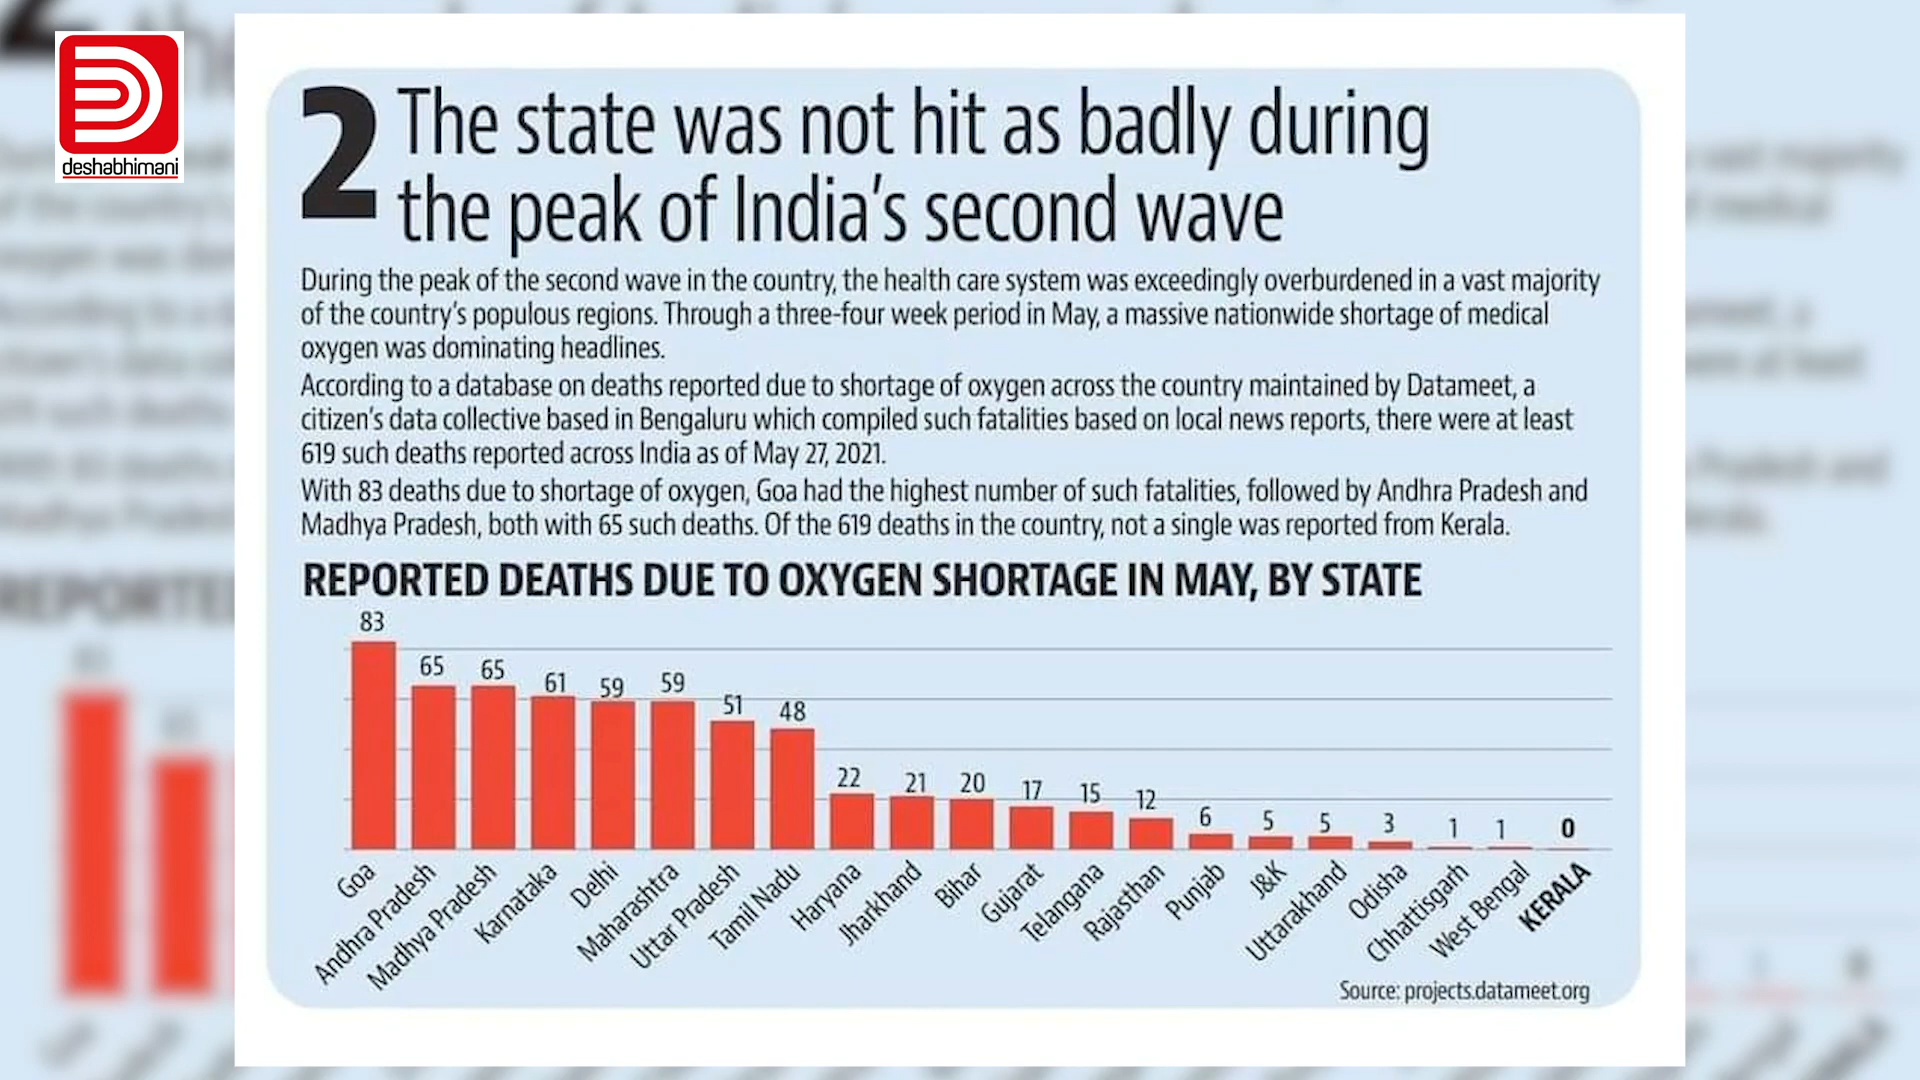 deshabhimani
2 The state was not hit as badly during
the peak of India's second wave
During the peak of the second wave in the country, the health care system was exceedingly overburdened in a vast majority
of the country's populous regions. Through a three-four week period in May, a massive nationwide shortage of medical
oxygen was dominating headlines.
According to a database on deaths reported due to shortage of oxygen across the country maintained by Datameet, a
citizen's data collective based in Bengaluru which compiled such fatalities based on local news reports, there were at least
619 such deaths reported across India as of May 27, 2021.
With 83 deaths due to shortage of oxygen, Goa had the highest number of such fatalities, followed by Andhra Pradesh and
Madhya Pradesh, both with 65 such deaths. Of the 619 deaths in the country, not a single was reported from Kerala.
REPORTED DEATHS DUE TO OXYGEN SHORTAGE IN MAY, BY STATE
83 65 65 61 59 59 51 48 22 21 20 17 15 12 6 5 5 3 1 1 0
Goa Andhra Pradesh Madhya Pradesh Karnataka Delhi Maharashtra Uttar Pradesh Tamil Nadu Haryana Jharkhand Bihar Gujarat Telangana Rajasthan Punjab J&K Uttarakhand Odisha Chhattisgarh West Bengal KERALA
Source: projects.datameet.org